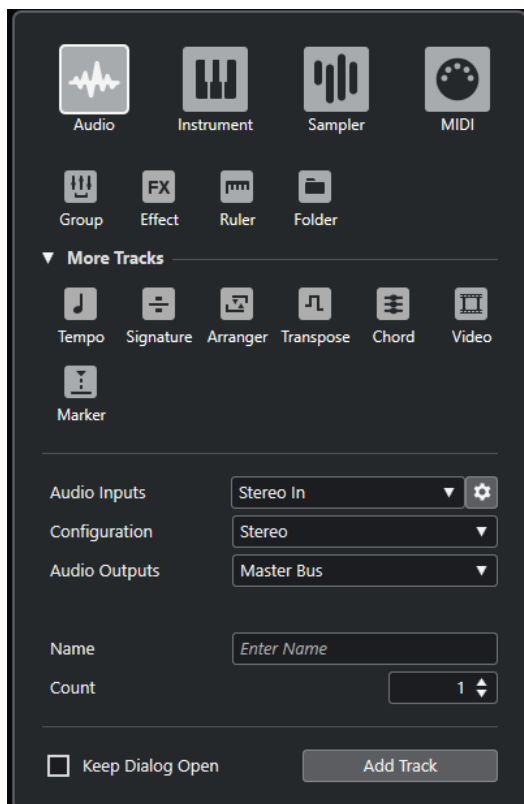 Audio Instrument Sampler MIDI
FX
Group Effect Ruler Folder
More Tracks
Tempo Signature Arranger Transpose Chord Video
Marker
Audio Inputs Stereo In
Configuration Stereo
Audio Outputs Master Bus
Name Enter Name
Count 1
Keep Dialog Open Add Track